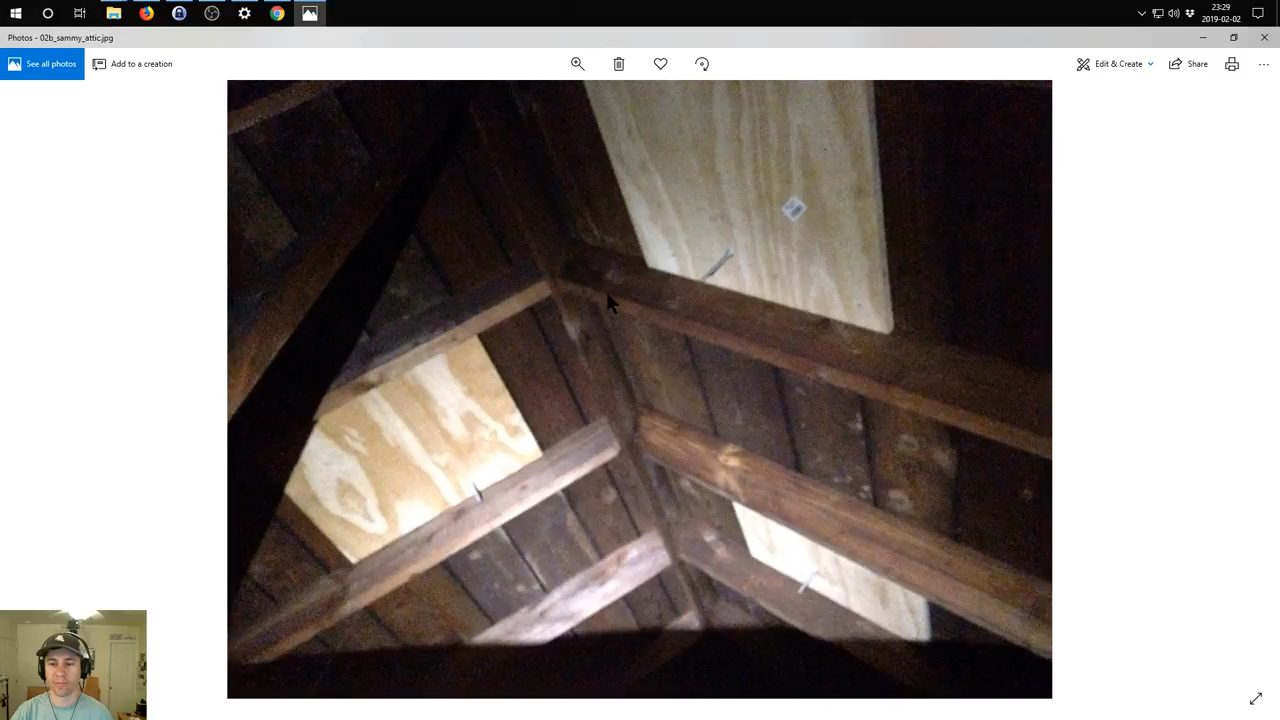 23:29
2019-02-02
Photos - 02b_sammy_attic.jpg
See all photos
Add to a creation
Edit & Create
Share